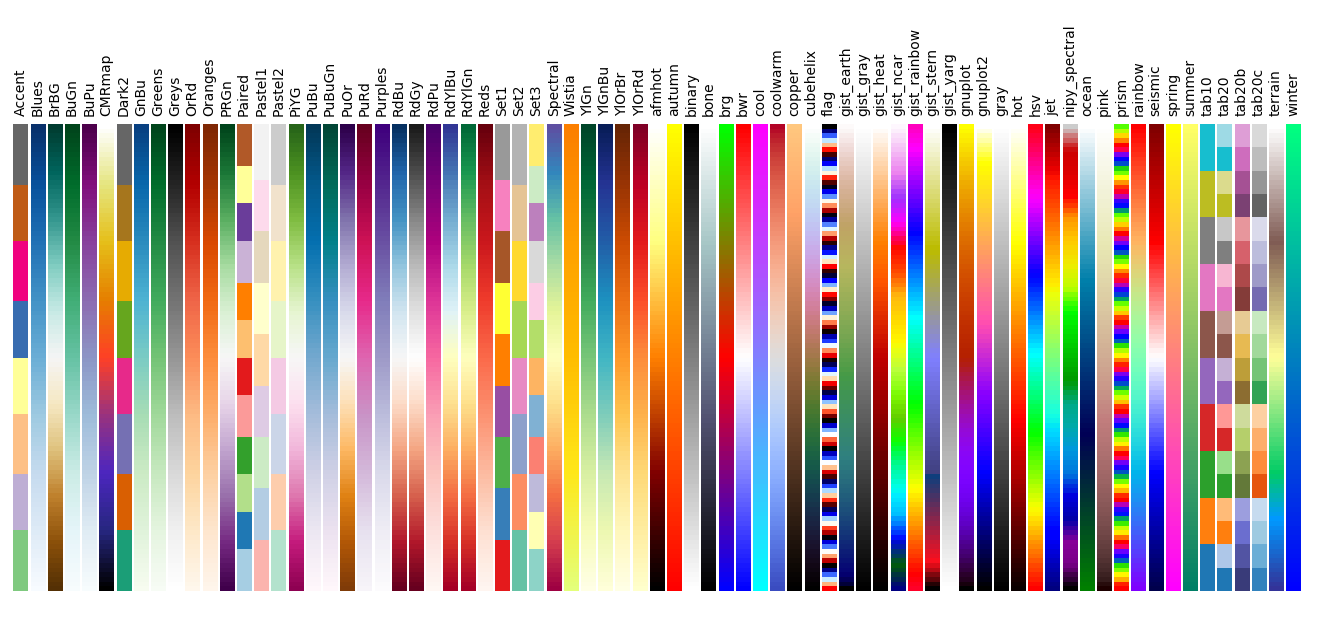 Accent
Blues
BrBG
BuGn
BuPu
CMRmap
Dark2
GnBu
Greens
Greys
OrRd
Oranges
PRGn
Paired
Pastel1
Pastel2
PiYG
PuBu
PuBuGn
PuOr
PuRd
Purples
RdBu
RdGy
RdPu
RdYlBu
RdYlGn
Reds
Set1
Set2
Set3
Spectral
Wistia
YlGn
YlGnBu
YlOrBr
YlOrRd
afmhot
autumn
binary
bone
brg
bwr
cool
coolwarm
copper
cubehelix
flag
gist_earth
gist_gray
gist_heat
gist_ncar
gist_rainbow
gist_stern
gist_yarg
gnuplot
gnuplot2
gray
hot
hsv
jet
nipy_spectral
ocean
pink
prism
rainbow
seismic
spring
summer
tab10
tab20
tab20b
tab20c
terrain
winter